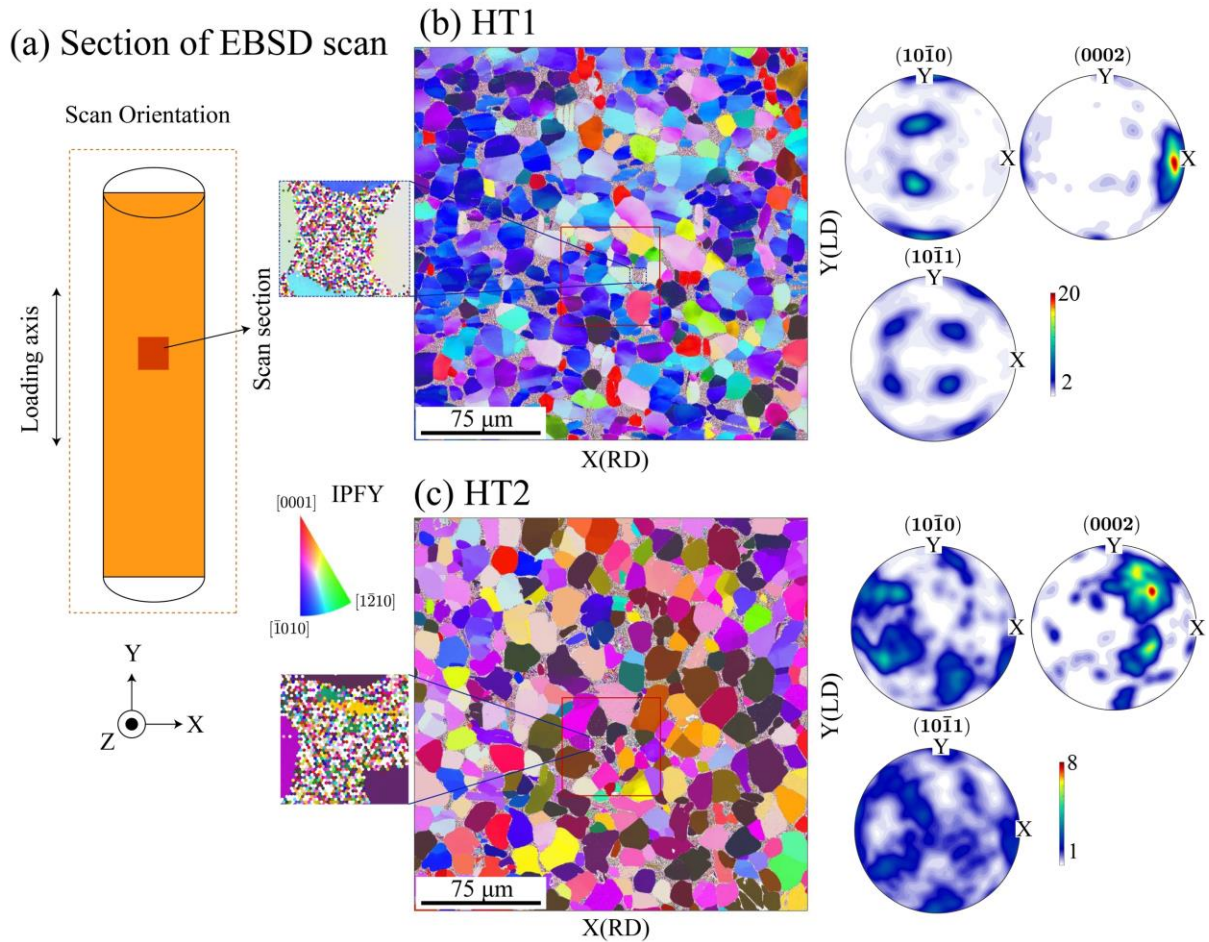 (a) Section of EBSD scan
Scan Orientation
Loading axis
Scan section
Y
Z
X
IPFY
[0001]
[1̄010]
[12̄10]
(b) HT1
75 μm
X(RD)
Y(LD)
(101̄0)
Y
X
(0002)
Y
X
(101̄1)
Y
X
20
2
(c) HT2
75 μm
X(RD)
Y(LD)
(101̄0)
Y
X
(0002)
Y
X
(101̄1)
Y
X
8
1